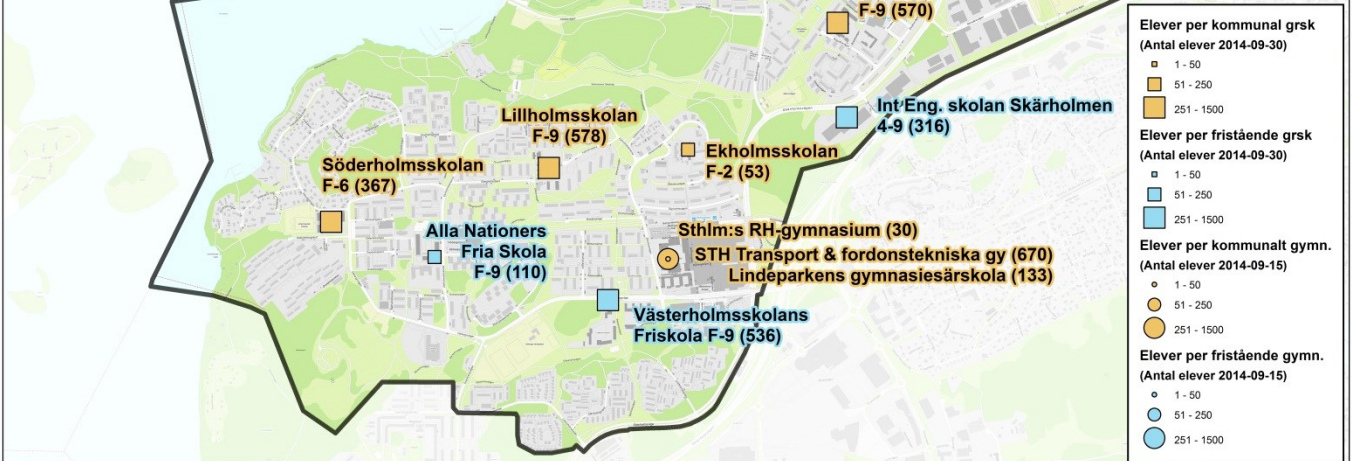 F-9 (570)
Int Eng. skolan Skärholmen
4-9 (316)
Lillholmsskolan
F-9 (578)
Ekholmsskolan
F-2 (53)
Söderholmsskolan
F-6 (367)
Alla Nationers
Fria Skola
F-9 (110)
Sthlm:s RH-gymnasium (30)
STH Transport & fordonstekniska gy (670)
Lindeparkens gymnasiesärskola (133)
Västerholmsskolans
Friskola F-9 (536)
Elever per kommunal grsk
(Antal elever 2014-09-30)
1 - 50
51 - 250
251 - 1500
Elever per fristående grsk
(Antal elever 2014-09-30)
1 - 50
51 - 250
251 - 1500
Elever per kommunalt gymn.
(Antal elever 2014-09-15)
1 - 50
51 - 250
251 - 1500
Elever per fristående gymn.
(Antal elever 2014-09-15)
1 - 50
51 - 250
251 - 1500